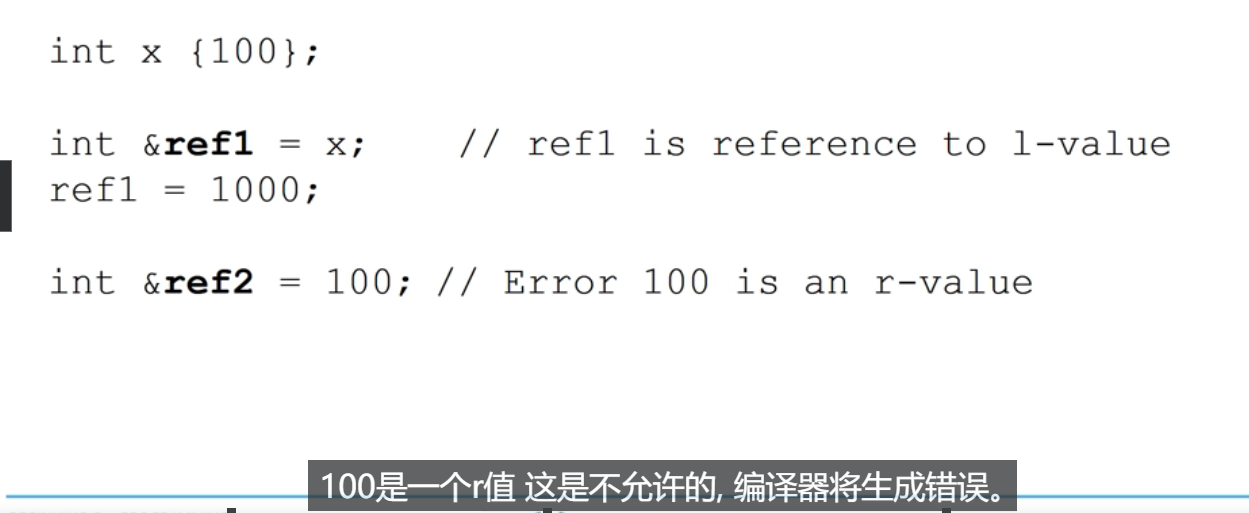 int x {100};
int &ref1 = x; // ref1 is reference to l-value
ref1 = 1000;
int &ref2 = 100; // Error 100 is an r-value
100是一个r值 这是不允许的, 编译器将生成错误。